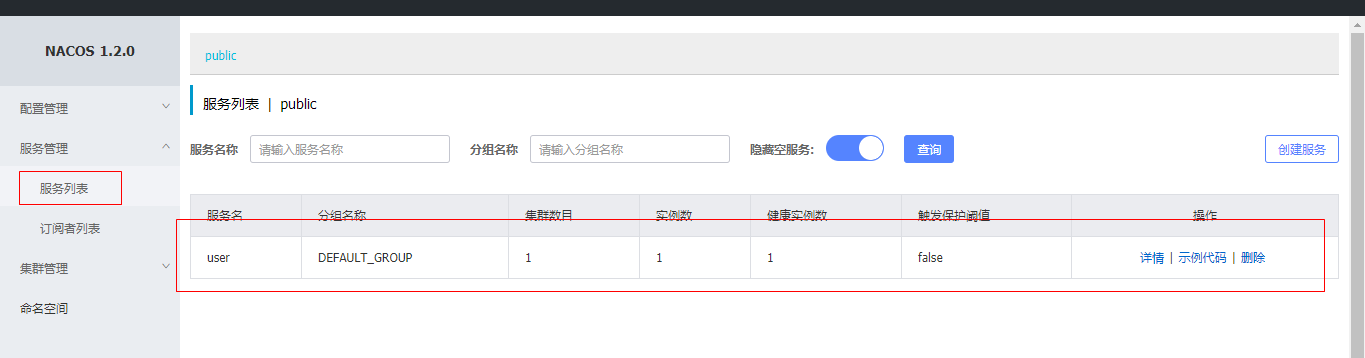 NACOS 1.2.0
配置管理
服务管理
服务列表
订阅者列表
集群管理
命名空间
public
服务列表 | public
服务名称 请输入服务名称 分组名称 请输入分组名称 隐藏空服务: 查询 创建服务
服务名 分组名称 集群数目 实例数 健康实例数 触发保护阈值 操作
user DEFAULT_GROUP 1 1 1 false 详情 | 示例代码 | 删除